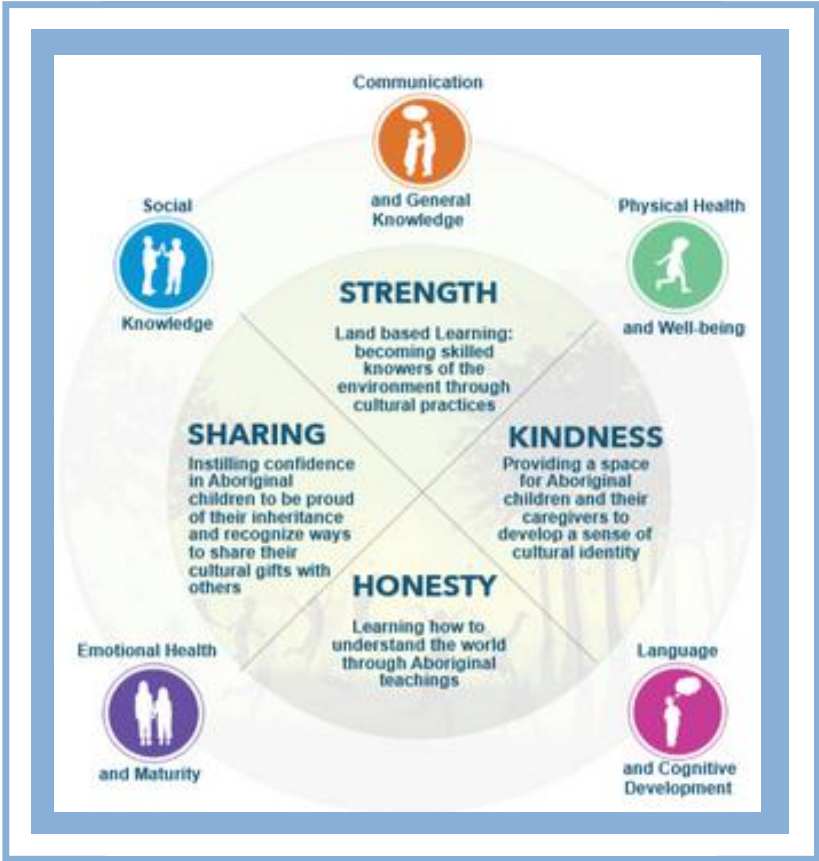 Communication
and General
Knowledge
Social
Knowledge
Physical Health
and Well-being
STRENGTH
Land based Learning:
becoming skilled
knowers of the
environment through
cultural practices
SHARING
Instilling confidence
in Aboriginal
children to be proud
of their inheritance
and recognize ways
to share their
cultural gifts with
others
KINDNESS
Providing a space
for Aboriginal
children and their
caregivers to
develop a sense of
cultural identity
HONESTY
Learning how to
understand the world
through Aboriginal
teachings
Emotional Health
and Maturity
Language
and Cognitive
Development